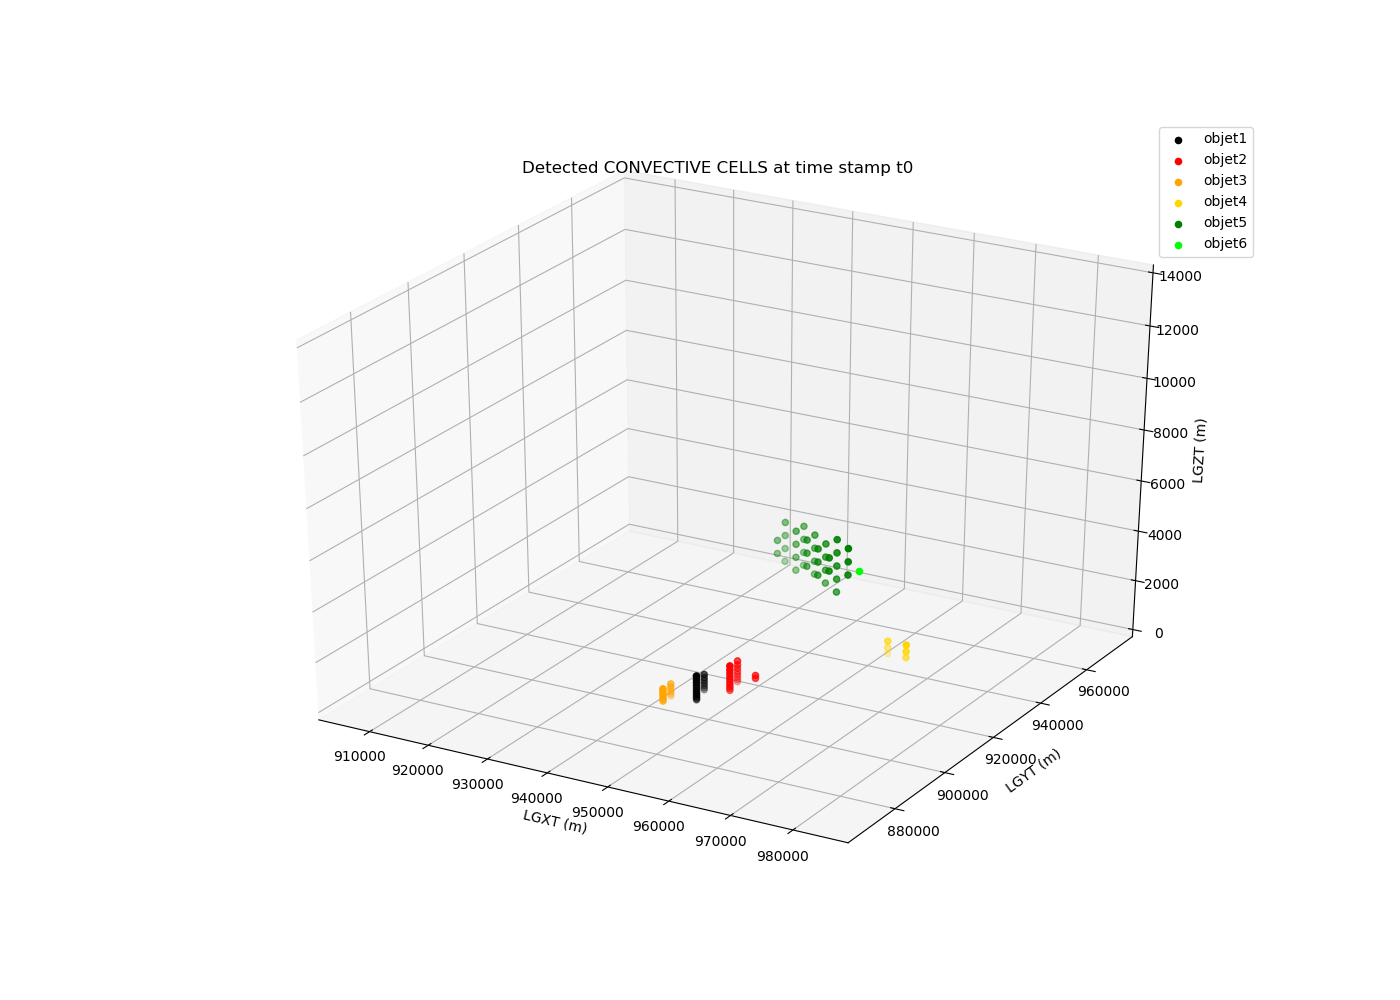 Detected CONVECTIVE CELLS at time stamp t0
objet1
objet2
objet3
objet4
objet5
objet6
14000
12000
10000
8000
6000
4000
2000
0
LGZT (m)
960000
940000
920000
900000
880000
LGYT (m)
910000
920000
930000
940000
950000
960000
970000
980000
LGXT (m)